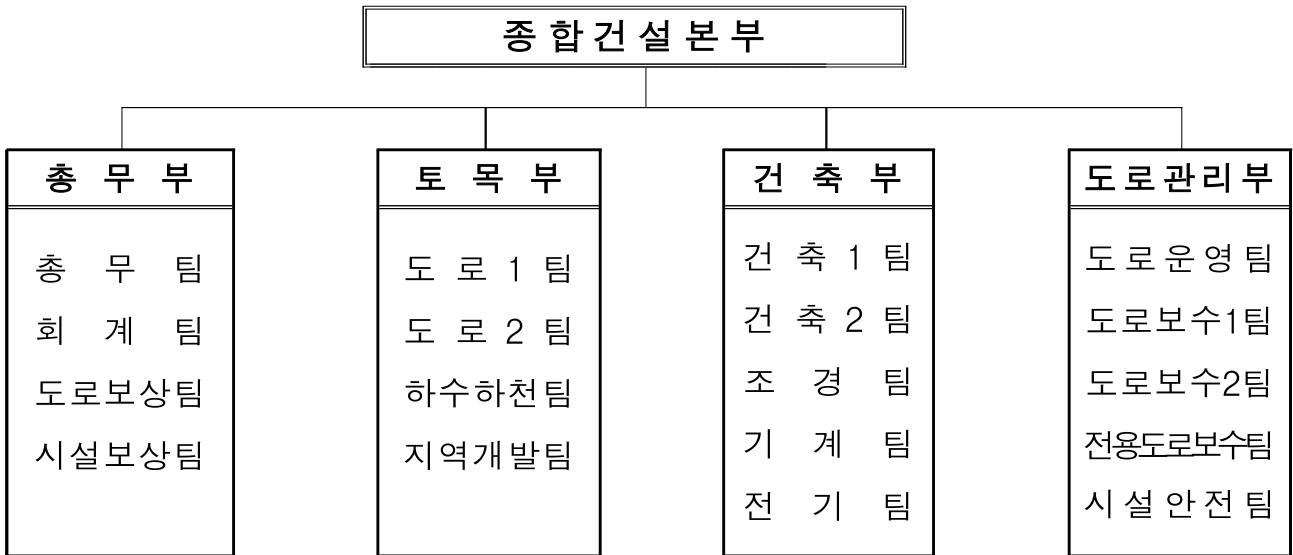 종합건설본부
총무부
총무팀
회계팀
도로보상팀
시설보상팀
토목부
도로1팀
도로2팀
하수하천팀
지역개발팀
건축부
건축1팀
건축2팀
조경팀
기계팀
전기팀
도로관리부
도로운영팀
도로보수1팀
도로보수2팀
전용도로보수팀
시설안전팀